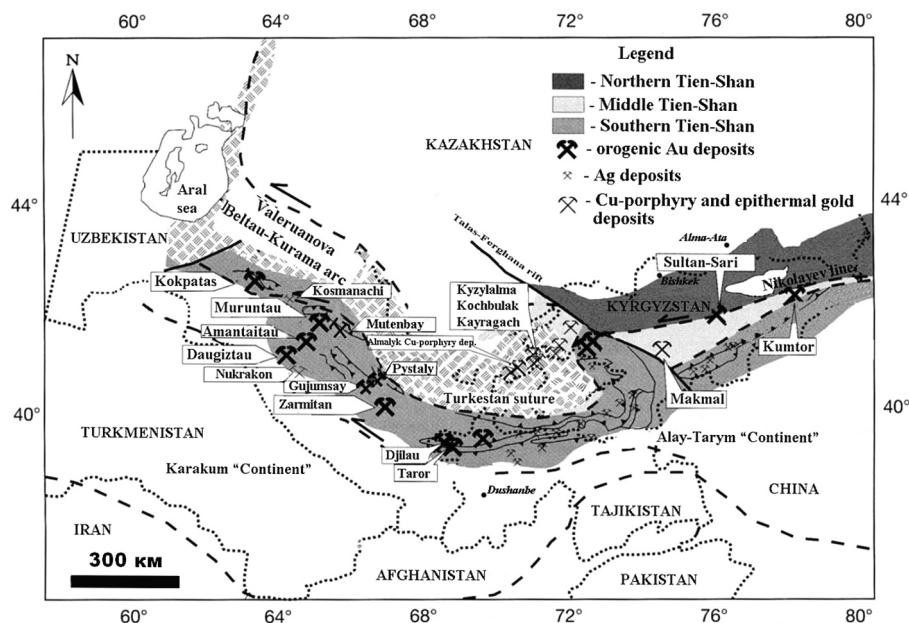 60°
64°
68°
72°
76°
80°
N
Legend
- Northern Tien-Shan
- Middle Tien-Shan
- Southern Tien-Shan
- orogenic Au deposits
- Ag deposits
- Cu-porphyry and epithermal gold
deposits
KAZAKHSTAN
Aral
sea
44°
44°
Valeruanova
Beltau-Kurama arc
UZBEKISTAN
Talas-Ferghana rift
Alma-Ata
Sultan-Sari
Bishkek
Nikolayev line
KYRGYZSTAN
Kokpatas
Kosmanachi
Kyzylalma
Kochbulak
Kayragach
Muruntau
Mutenbay
Amantaitau
Almalyk Cu-porphyry dep.
Kumtor
Daugiztau
Pystaly
Nukrakon
Gujumsay
Turkestan suture
Makmal
Zarmitan
40°
40°
TURKMENISTAN
Alay-Tarym “Continent”
Djilau
Taror
Karakum “Continent”
Dushanbe
CHINA
TAJIKISTAN
IRAN
300 км
AFGHANISTAN
PAKISTAN
60°
64°
68°
72°
76°
80°